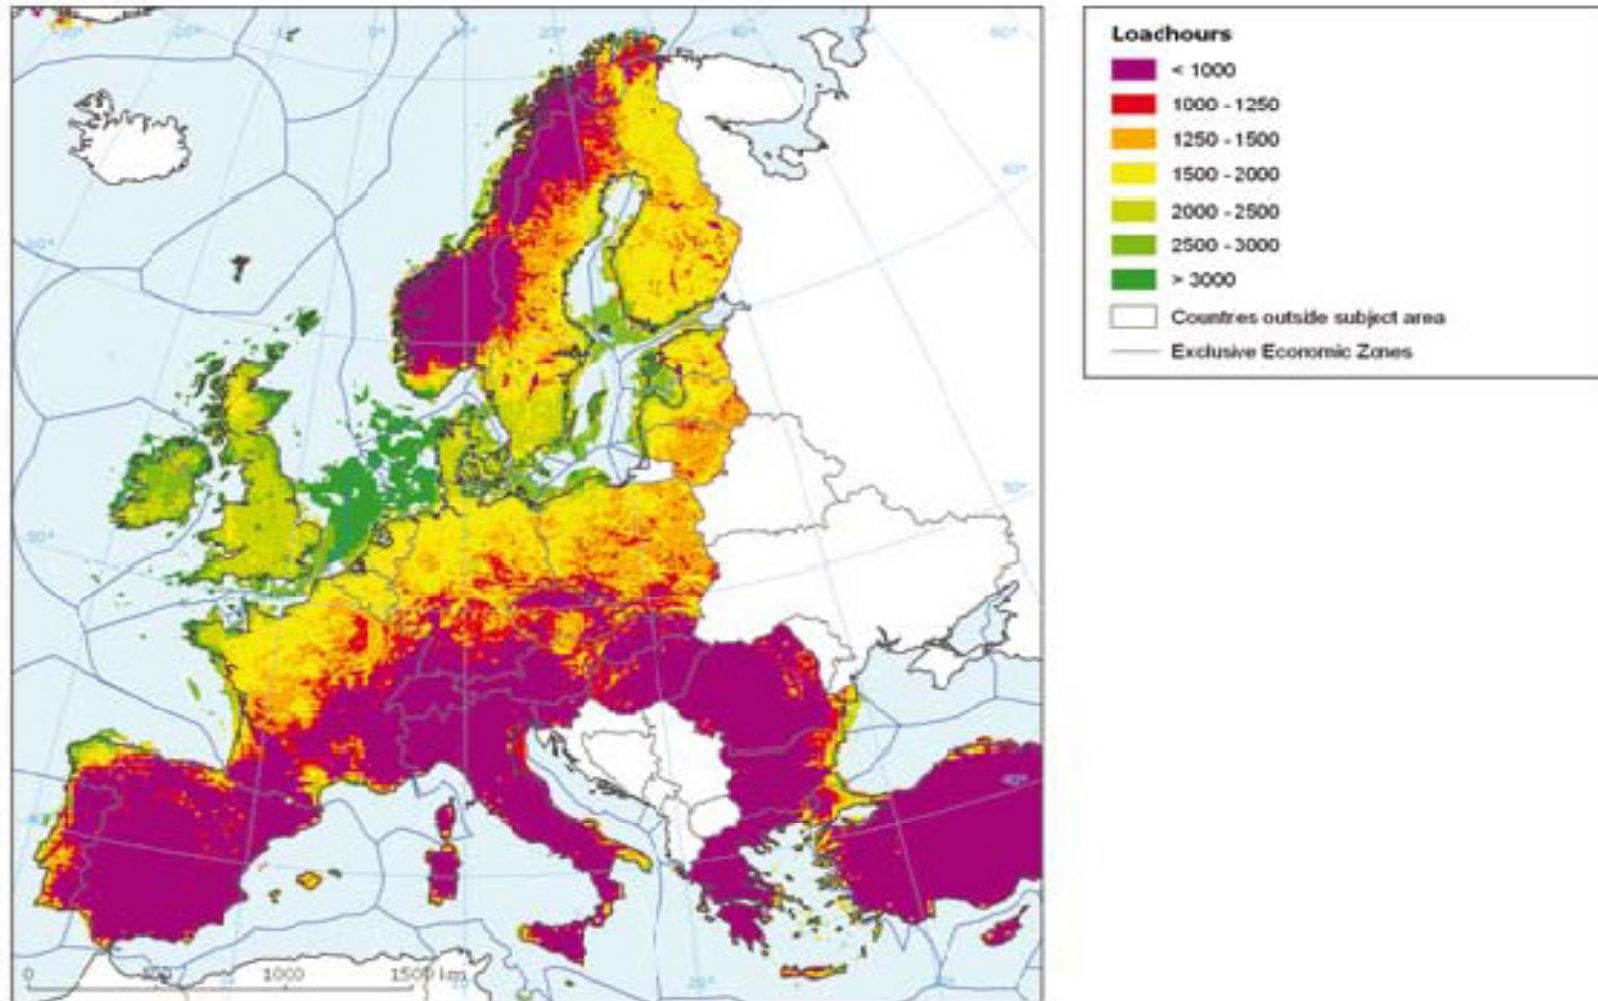 Loadhours
< 1000
1000 - 1250
1250 - 1500
1500 - 2000
2000 - 2500
2500 - 3000
> 3000
Countres outside subject area
Exclusive Economic Zones
0 500 1000 1500 km